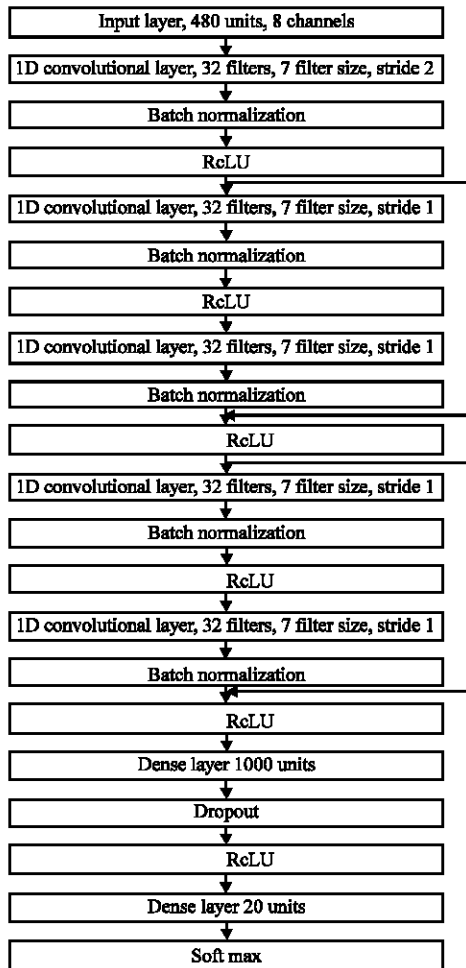 Input layer, 480 units, 8 channels
1D convolutional layer, 32 filters, 7 filter size, stride 2
Batch normalization
RcLU
1D convolutional layer, 32 filters, 7 filter size, stride 1
Batch normalization
RcLU
1D convolutional layer, 32 filters, 7 filter size, stride 1
Batch normalization
RcLU
1D convolutional layer, 32 filters, 7 filter size, stride 1
Batch normalization
RcLU
1D convolutional layer, 32 filters, 7 filter size, stride 1
Batch normalization
RcLU
Dense layer 1000 units
Dropout
RcLU
Dense layer 20 units
Soft max